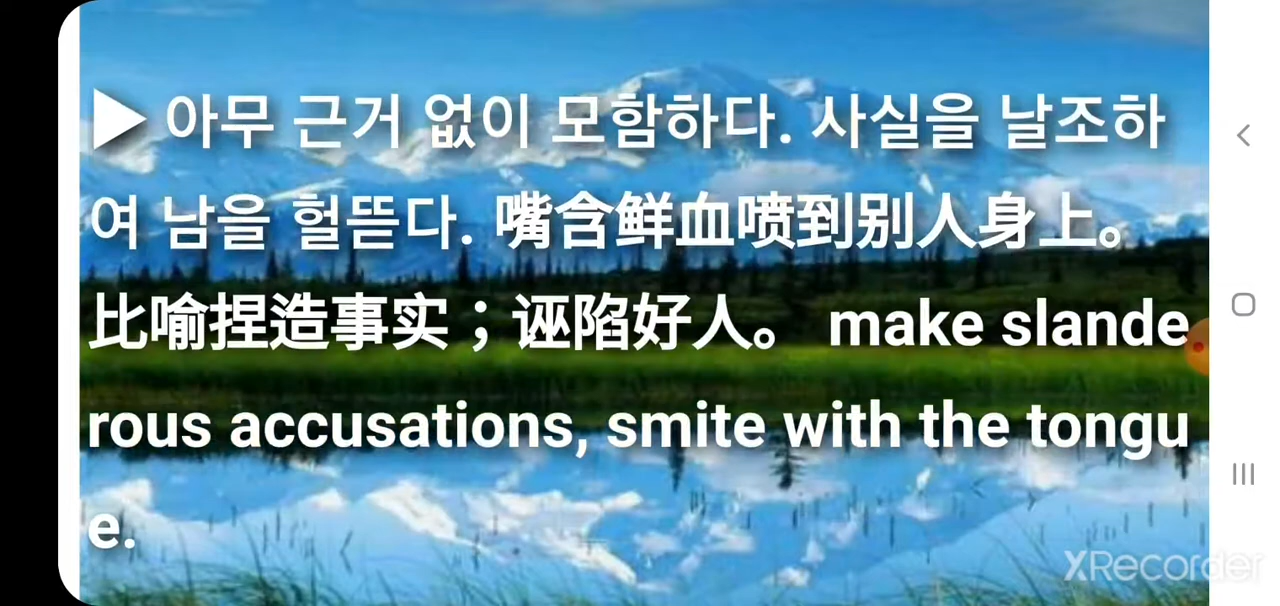 ▶ 아무 근거 없이 모함하다. 사실을 날조하
여 남을 헐뜯다. 嘴含鲜血喷到别人身上。
比喻捏造事实；诬陷好人。 make slande
rous accusations, smite with the tongu
e.
XRecorder